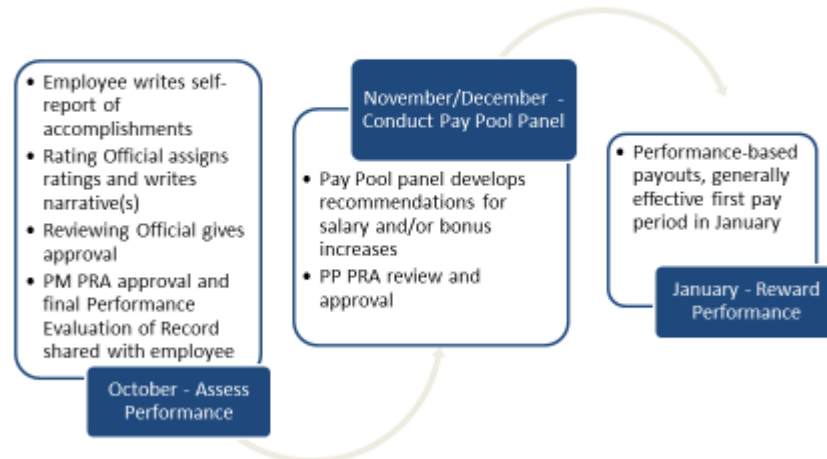 • Employee writes self-
report of
accomplishments
• Rating Official assigns
ratings and writes
narrative(s)
• Reviewing Official gives
approval
• PM PRA approval and
final Performance
Evaluation of Record
shared with employee
October - Assess
Performance
November/December -
Conduct Pay Pool Panel
• Pay Pool panel develops
recommendations for
salary and/or bonus
increases
• PP PRA review and
approval
• Performance-based
payouts, generally
effective first pay
period in January
January - Reward
Performance